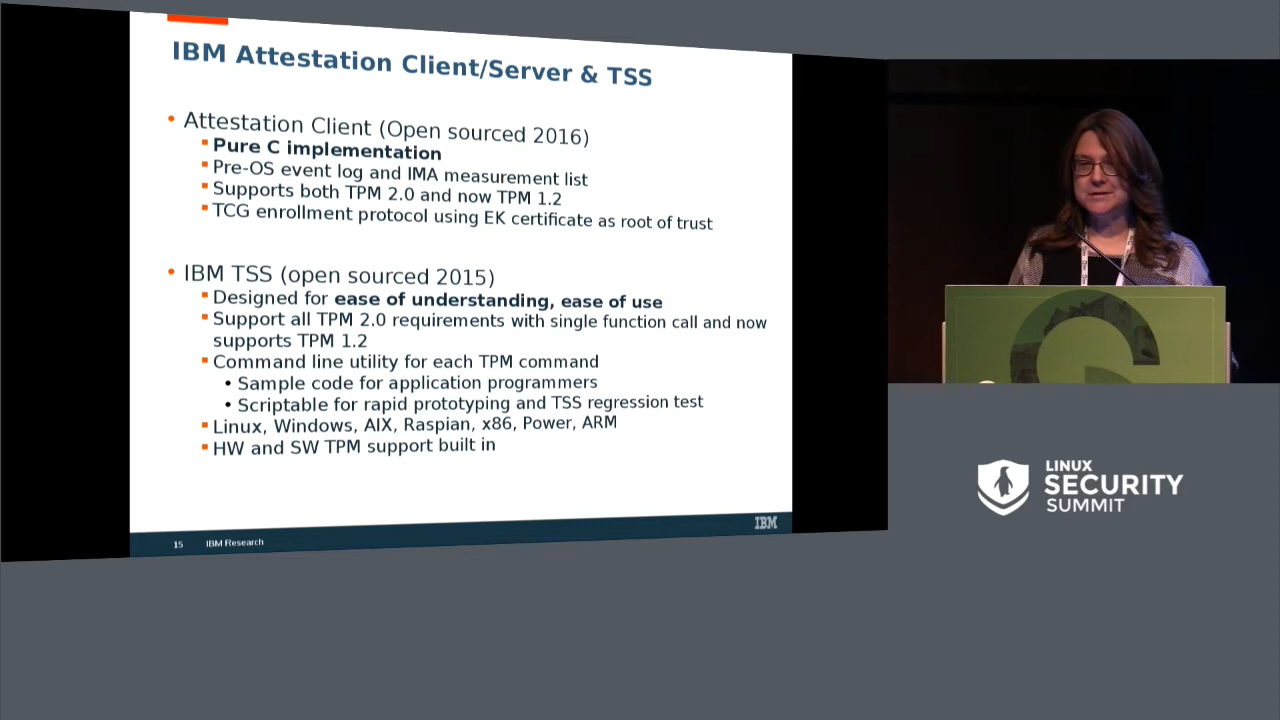 IBM Attestation Client/Server & TSS
• Attestation Client (Open sourced 2016)
▪ Pure C implementation
▪ Pre-OS event log and IMA measurement list
▪ Supports both TPM 2.0 and now TPM 1.2
▪ TCG enrollment protocol using EK certificate as root of trust
• IBM TSS (open sourced 2015)
▪ Designed for ease of understanding, ease of use
▪ Support all TPM 2.0 requirements with single function call and now
supports TPM 1.2
▪ Command line utility for each TPM command
• Sample code for application programmers
• Scriptable for rapid prototyping and TSS regression test
▪ Linux, Windows, AIX, Raspian, x86, Power, ARM
▪ HW and SW TPM support built in
15 IBM Research
IBM
LINUX
SECURITY
SUMMIT